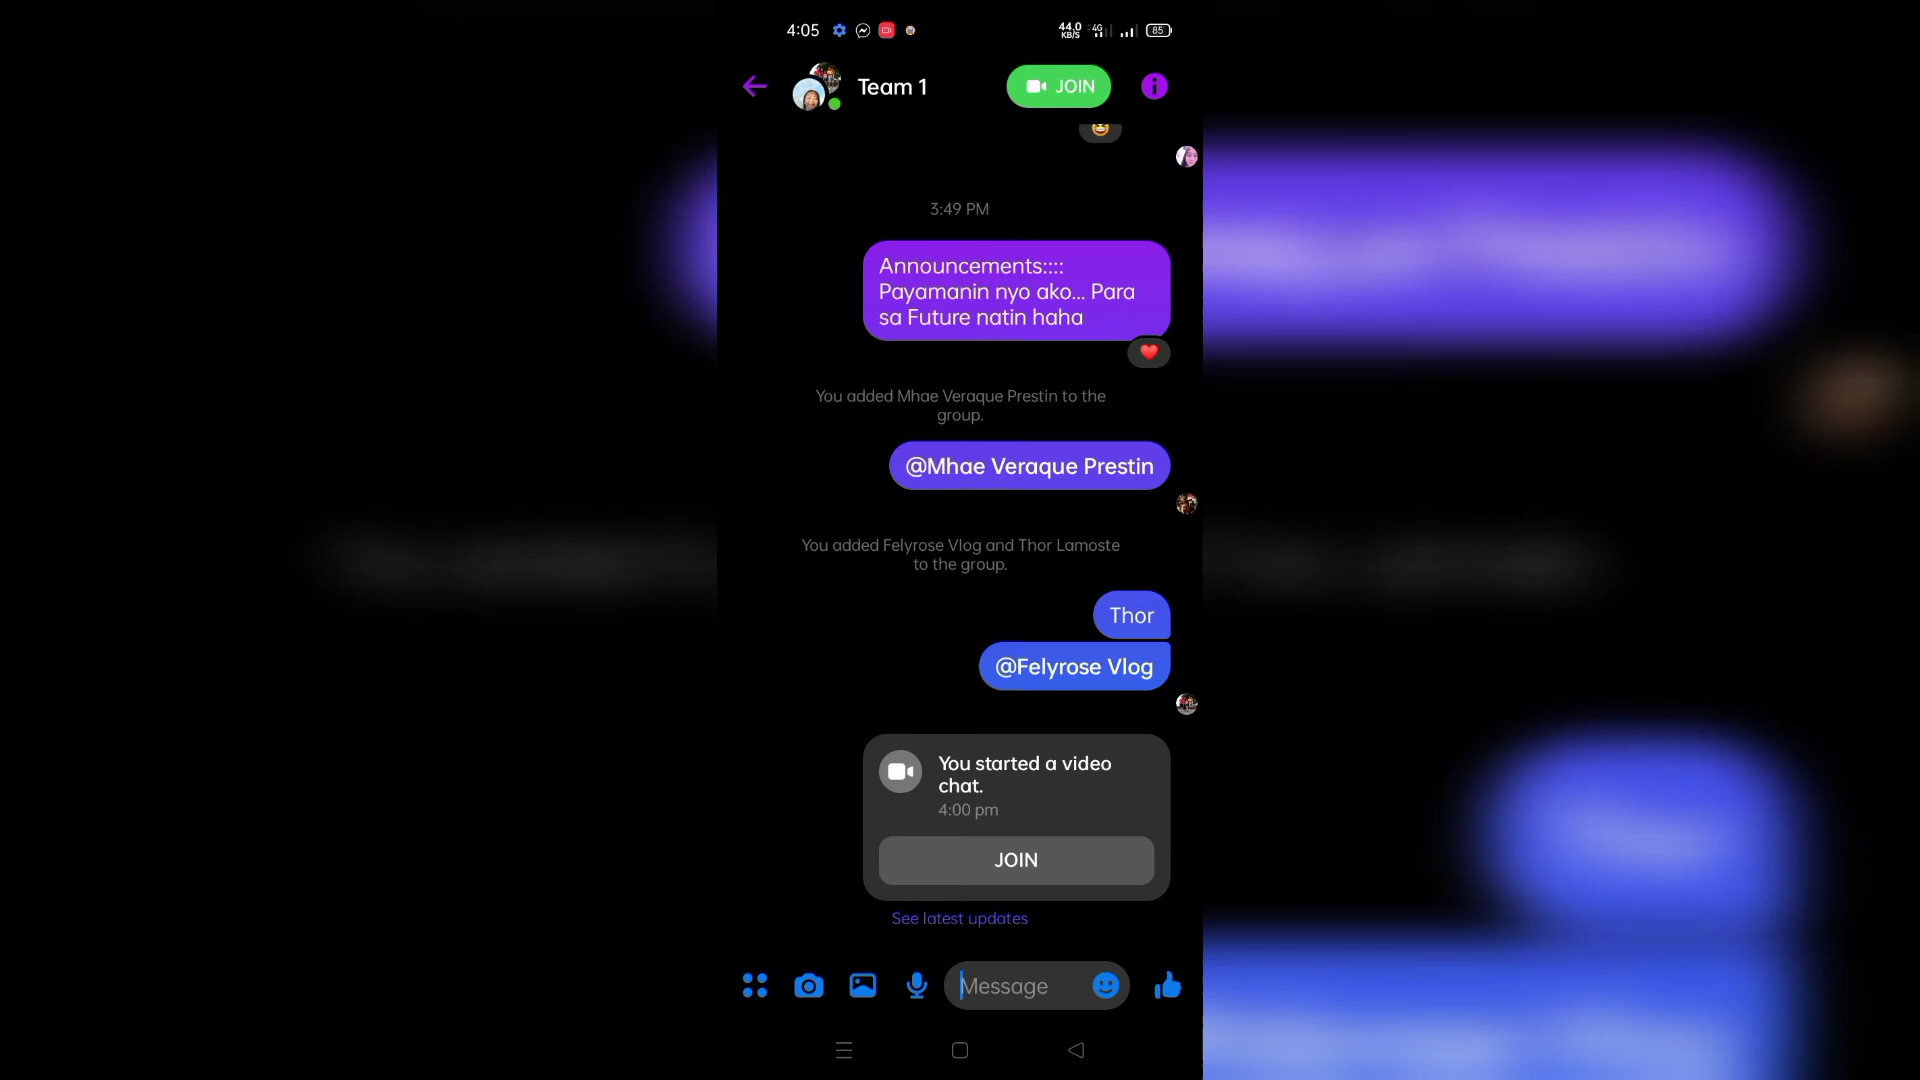 4:05
44.0
KB/S
4G
85
Team 1
JOIN
3:49 PM
Announcements::::
Payamanin nyo ako... Para
sa Future natin haha
You added Mhae Veraque Prestin to the
group.
@Mhae Veraque Prestin
You added Felyrose Vlog and Thor Lamoste
to the group.
Thor
@Felyrose Vlog
You started a video
chat.
4:00 pm
JOIN
See latest updates
Message